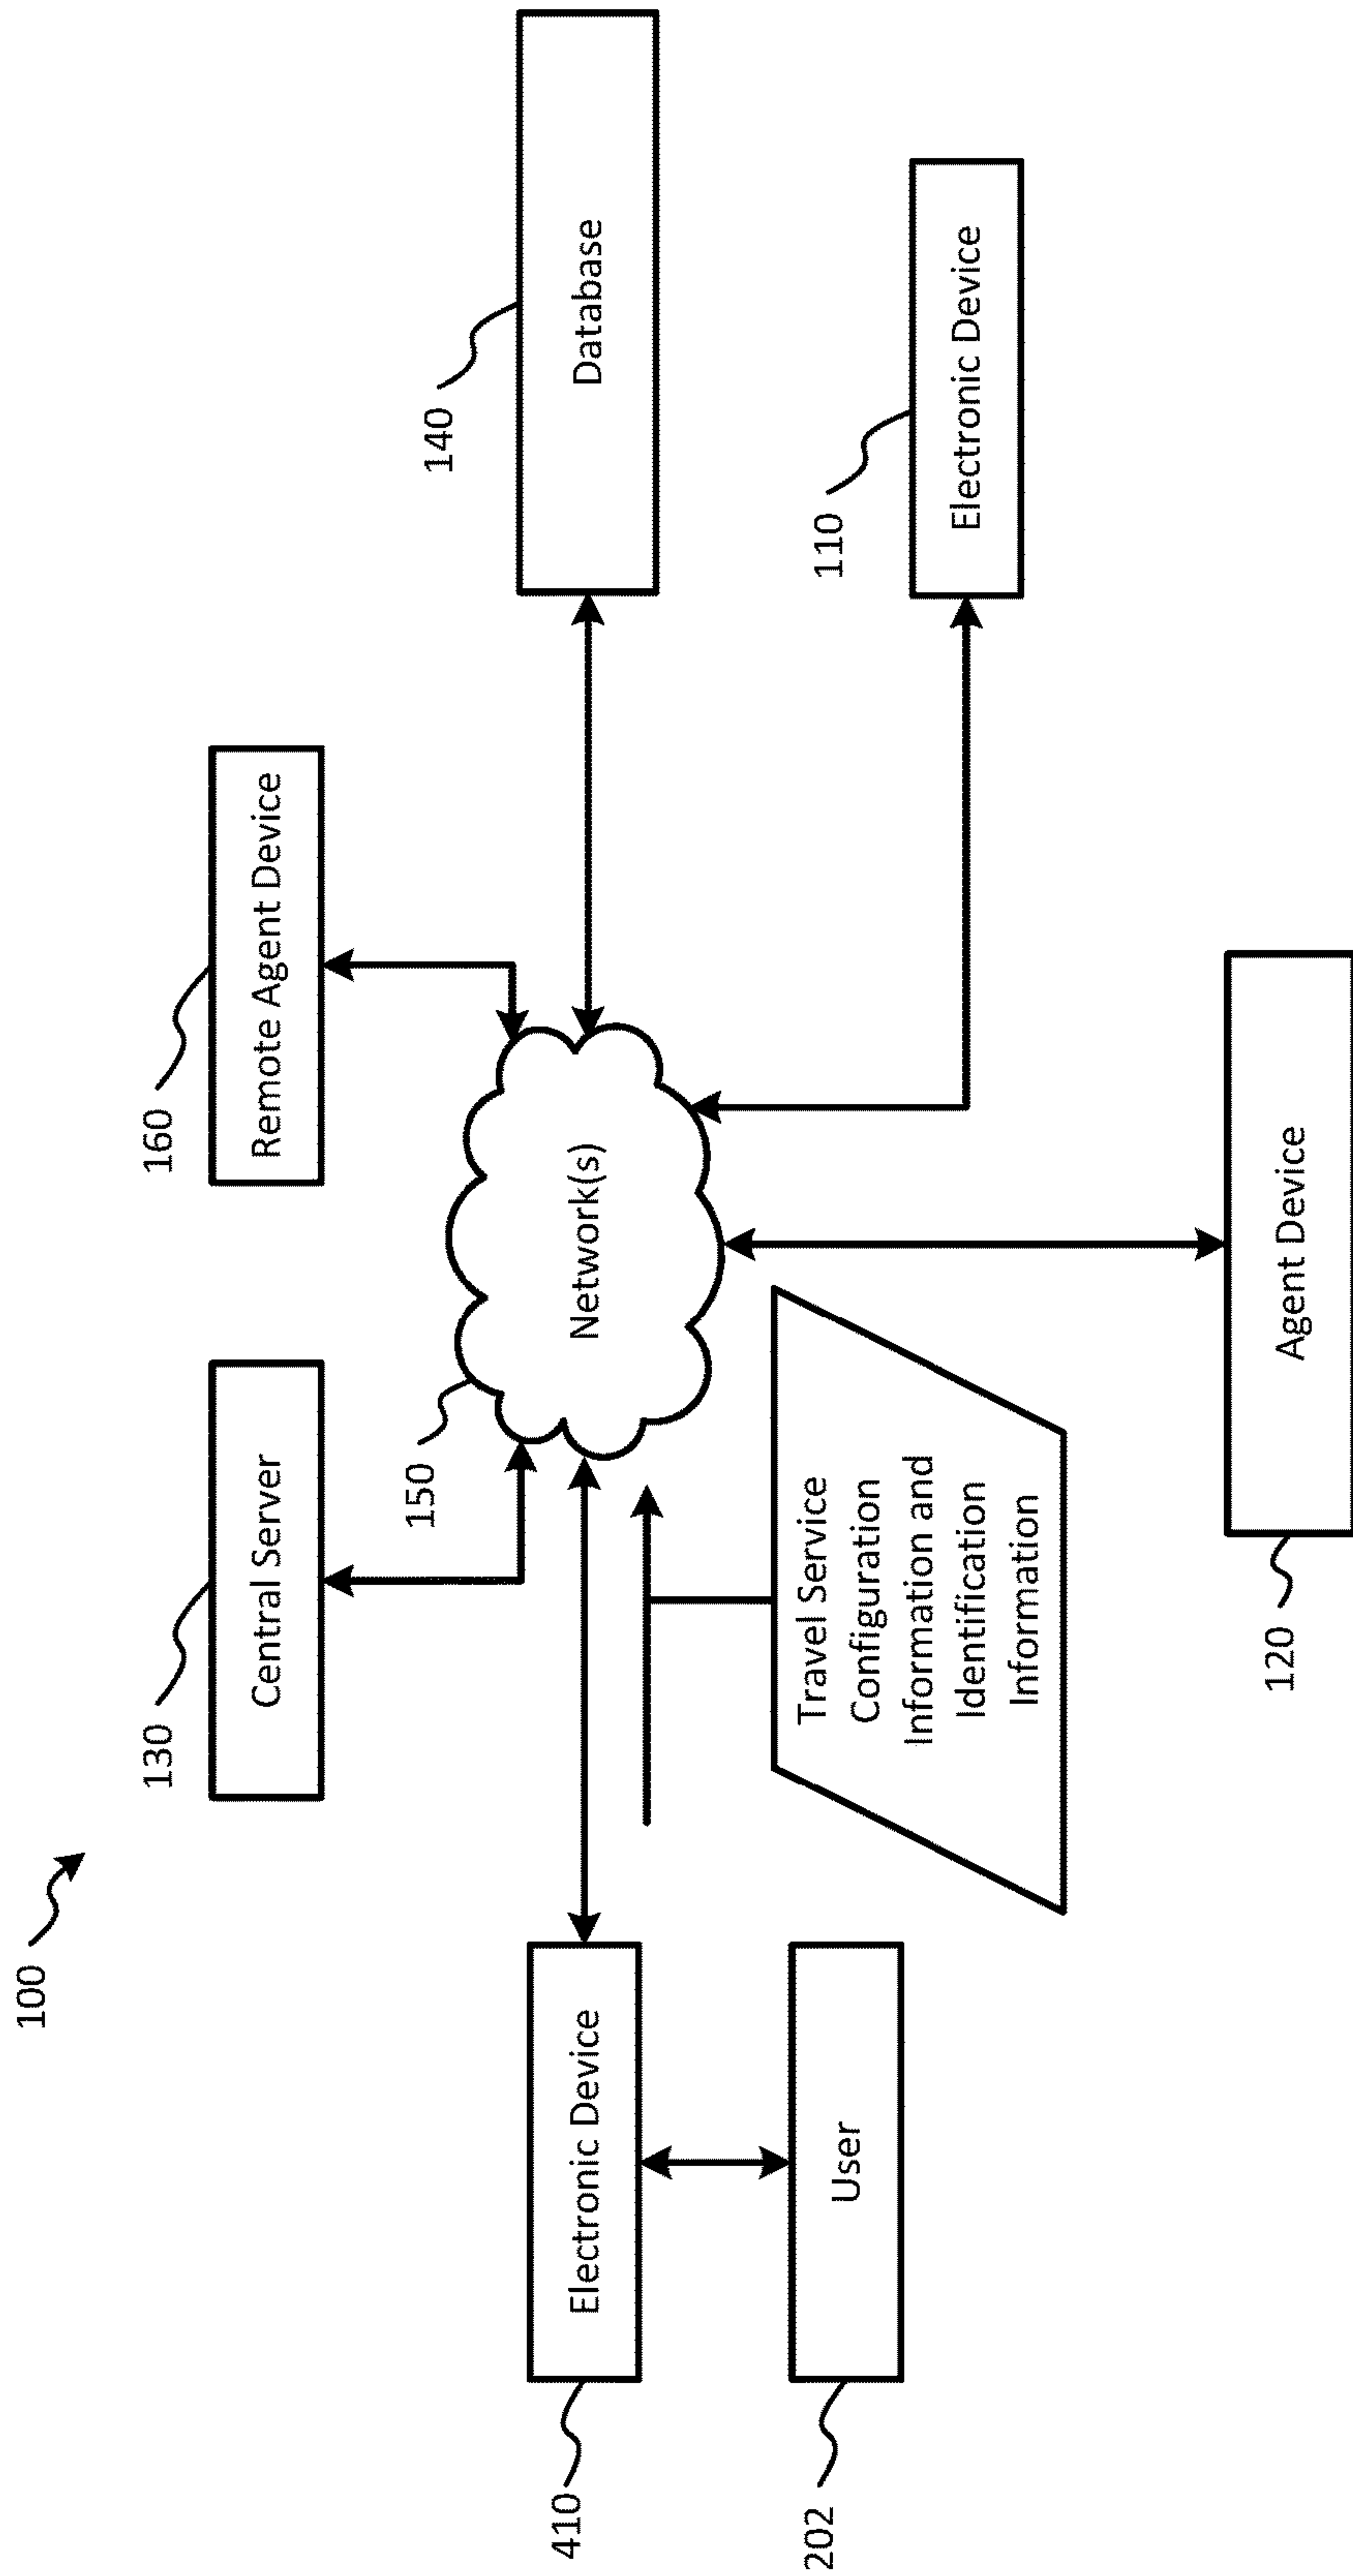 100
130
Central Server
160
Remote Agent Device
150
Network(s)
140
Database
410
Electronic Device
202
User
Travel Service
Configuration
Information and
Identification
Information
110
Electronic Device
120
Agent Device